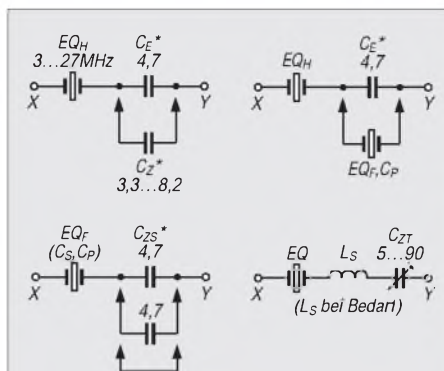 EQH
3...27MHz
CE*
4,7
X
Y
CZ*
3,3...8,2
EQH
CE*
4,7
X
Y
EQF,CP
EQF
(CS,CP)
CZS*
4,7
X
Y
4,7
EQ
LS
CZT
5...90
X
Y
(LS bei Bedar1)